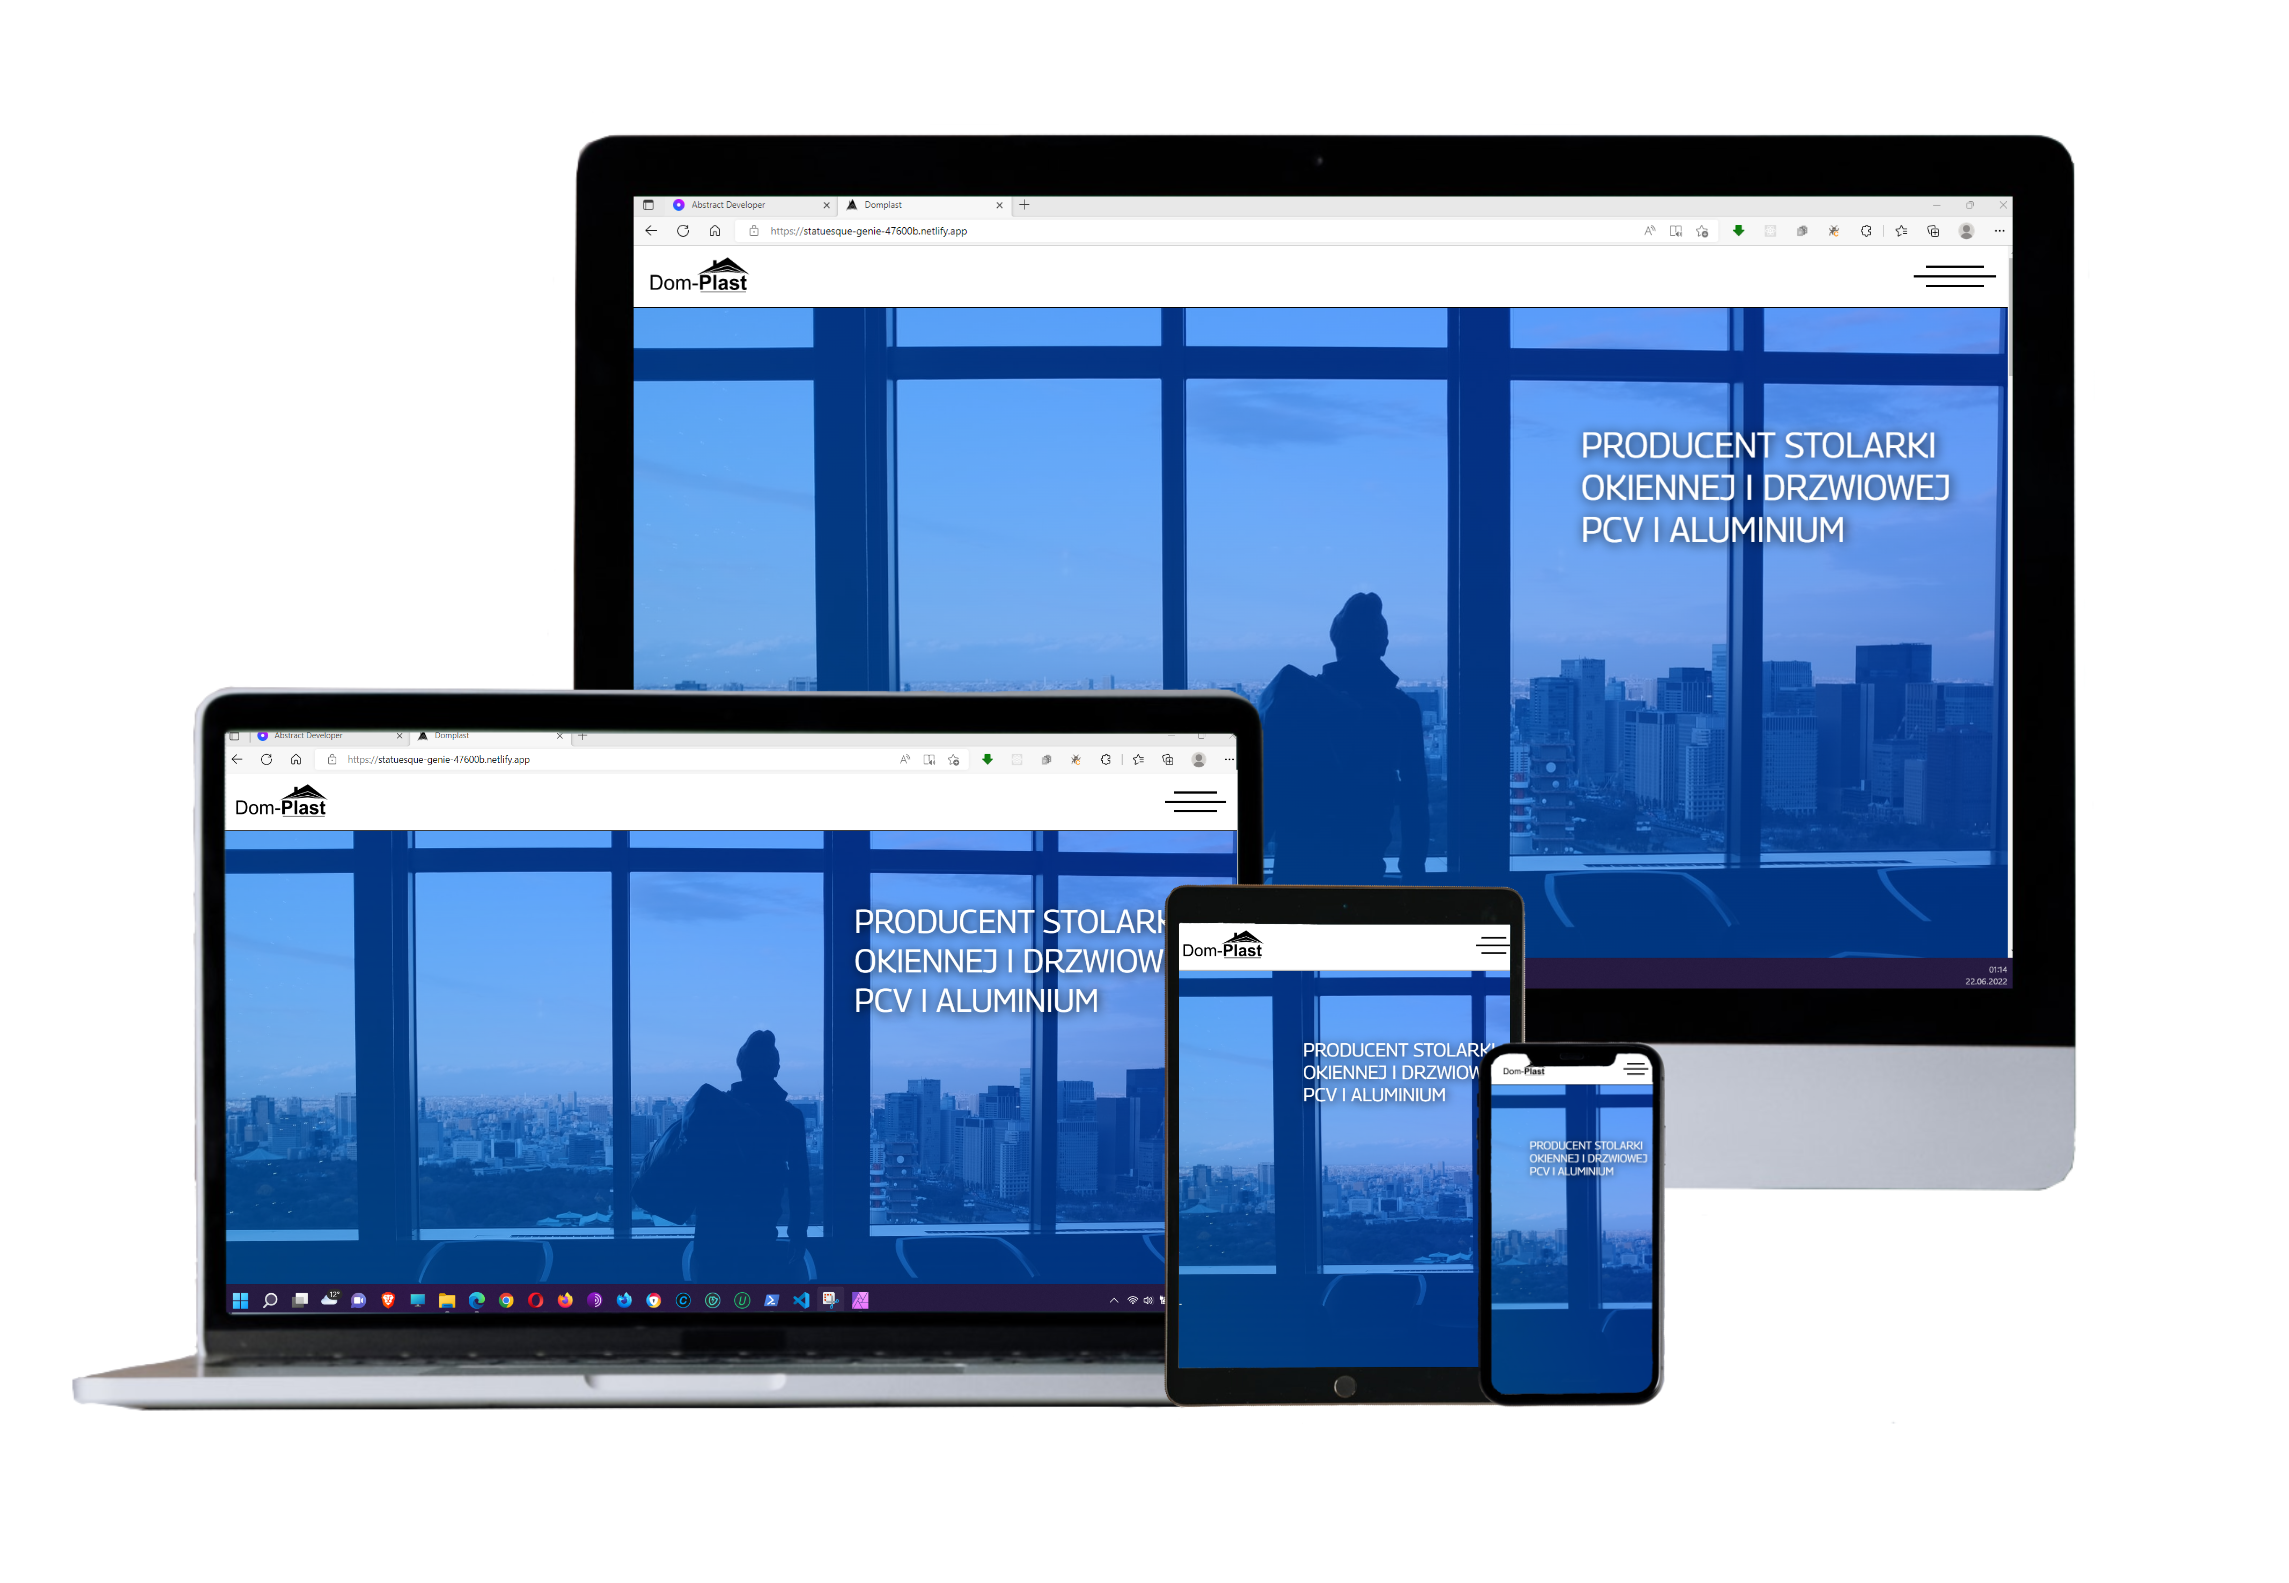 Abstract Developer
Domplast
https://statuesque-genie-47600b.netlify.app
Dom-Plast
PRODUCENT STOLARKI
OKIENNEJ I DRZWIOWEJ
PCV I ALUMINIUM
01:14
22.06.2022
Abstract Developer
Domplast
https://statuesque-genie-47600b.netlify.app
Dom-Plast
PRODUCENT STOLARK
OKIENNEJ I DRZWIOW
PCV I ALUMINIUM
12°
Dom-Plast
PRODUCENT STOLARKI
OKIENNEJ I DRZWIOW
PCV I ALUMINIUM
Dom-Plast
PRODUCENT STOLARKI
OKIENNEJ I DRZWIOWEJ
PCV I ALUMINIUM